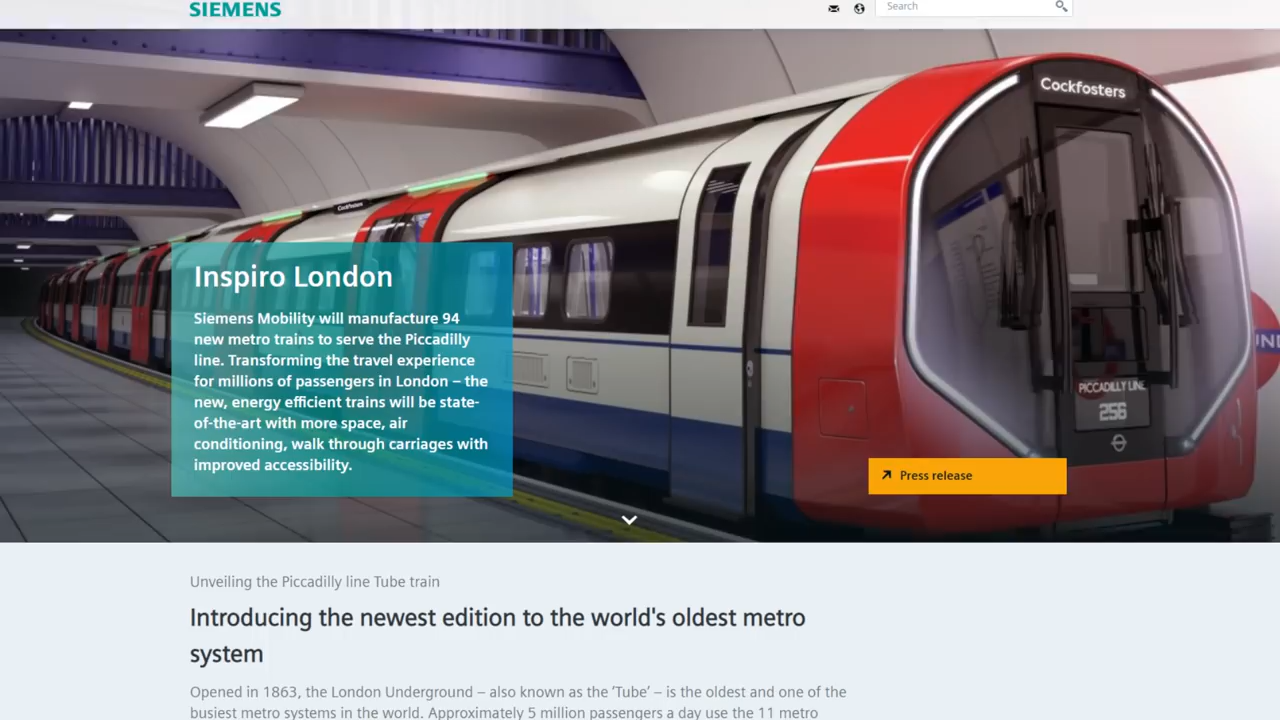 SIEMENS
Search
Cockfosters
Cockfosters
Inspiro London
Siemens Mobility will manufacture 94
new metro trains to serve the Piccadilly
line. Transforming the travel experience
for millions of passengers in London – the
new, energy efficient trains will be state-
of-the-art with more space, air
conditioning, walk through carriages with
improved accessibility.
UND
PICCADILLY LINE
256
Press release
Unveiling the Piccadilly line Tube train
Introducing the newest edition to the world's oldest metro
system
Opened in 1863, the London Underground – also known as the ‘Tube’ – is the oldest and one of the
busiest metro systems in the world. Approximately 5 million passengers a day use the 11 metro